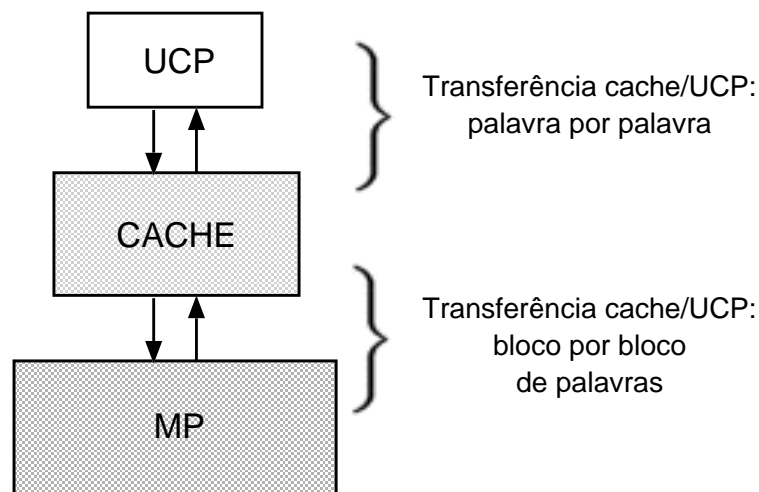 UCP
Transferência cache/UCP:
palavra por palavra
CACHE
Transferência cache/UCP:
bloco por bloco
de palavras
MP